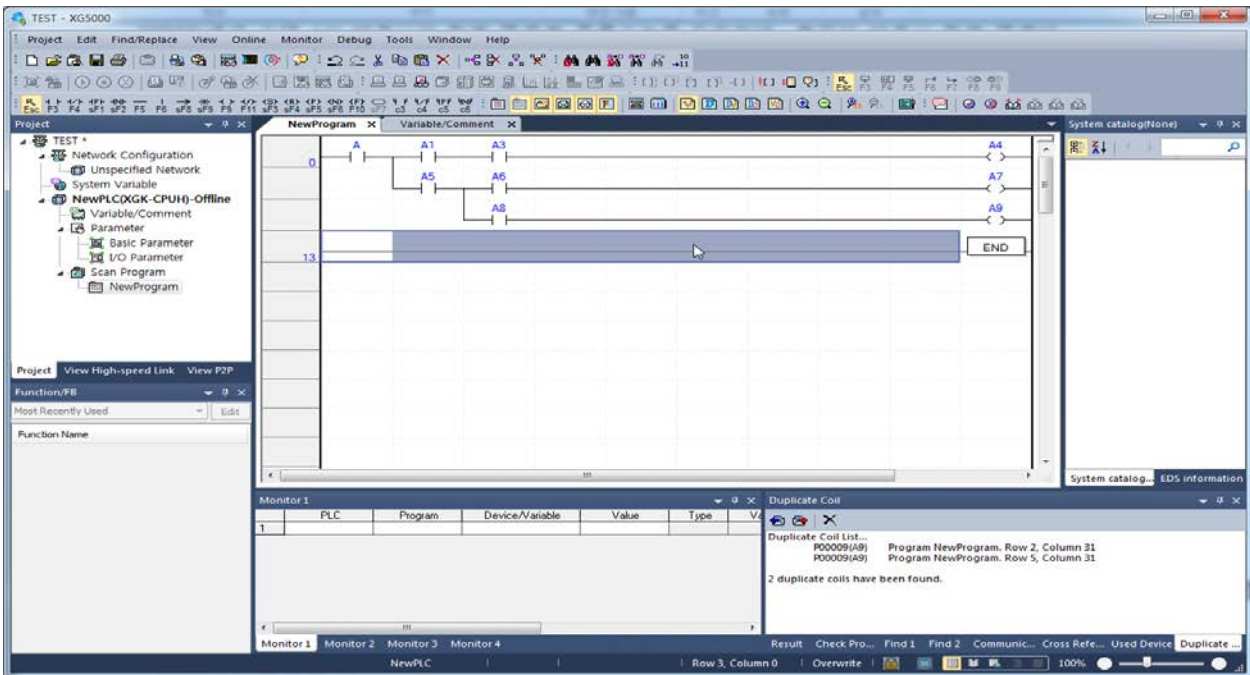 TEST - XG5000
Project Edit Find/Replace View Online Monitor Debug Tools Window Help
Project
NewProgram × Variable/Comment ×
System catalog(None)
TEST *
Network Configuration
Unspecified Network
System Variable
NewPLC(XGK-CPUH)-Offline
Variable/Comment
Parameter
Basic Parameter
I/O Parameter
Scan Program
NewProgram
A A1 A3 A4
0
A5 A6 A7
A8 A9
13 END
Project View High-speed Link View P2P
Function/FB
Most Recently Used Edit
Function Name
System catalog... EDS information
Monitor 1
PLC Program Device/Variable Value Type
1
Duplicate Coil
Duplicate Coil List...
P00009(A9) Program NewProgram. Row 2, Column 31
P00009(A9) Program NewProgram. Row 5, Column 31
2 duplicate coils have been found.
Monitor 1 Monitor 2 Monitor 3 Monitor 4
Result Check Pro... Find 1 Find 2 Communic... Cross Refe... Used Device Duplicate ...
NewPLC Row 3, Column 0 Overwrite 100%